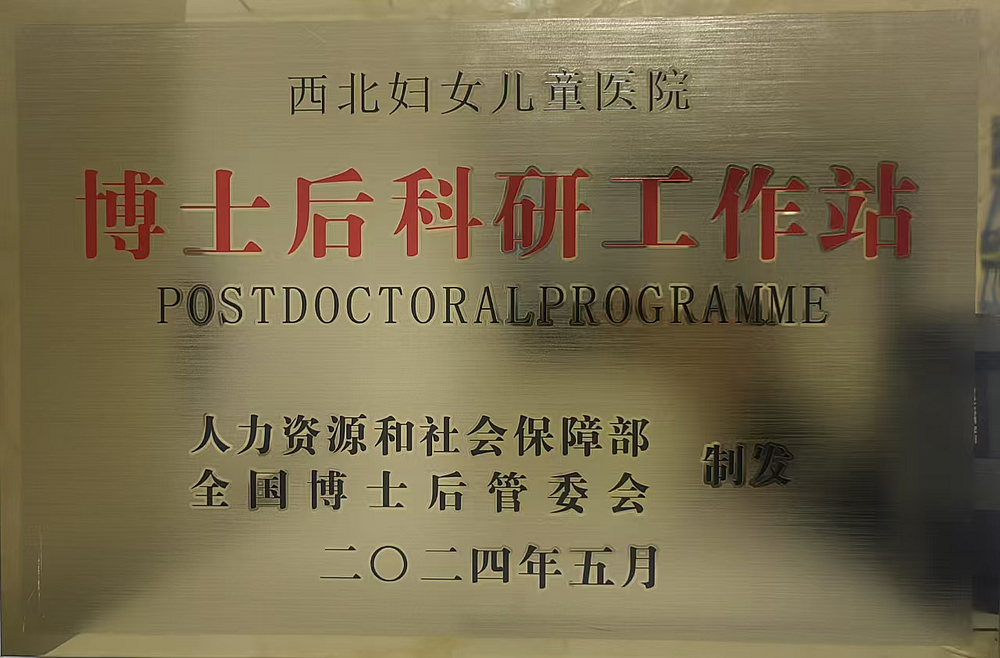 西北妇女儿童医院
博士后科研工作站
POSTDOCTORALPROGRAMME
人力资源和社会保障部
全国博士后管委会
制发
二〇二四年五月